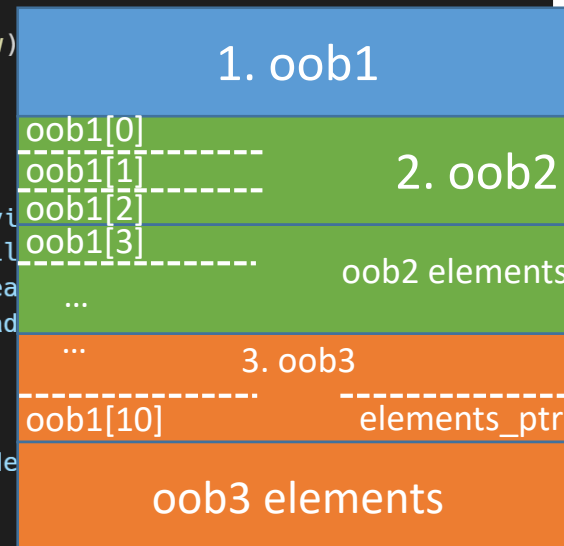 )
1. oob1
oob1[0]
oob1[1]
2. oob2
oob1[2]
oob1[3]
oob2 elements
...
... 3. oob3
oob1[10] elements_ptr
oob3 elements